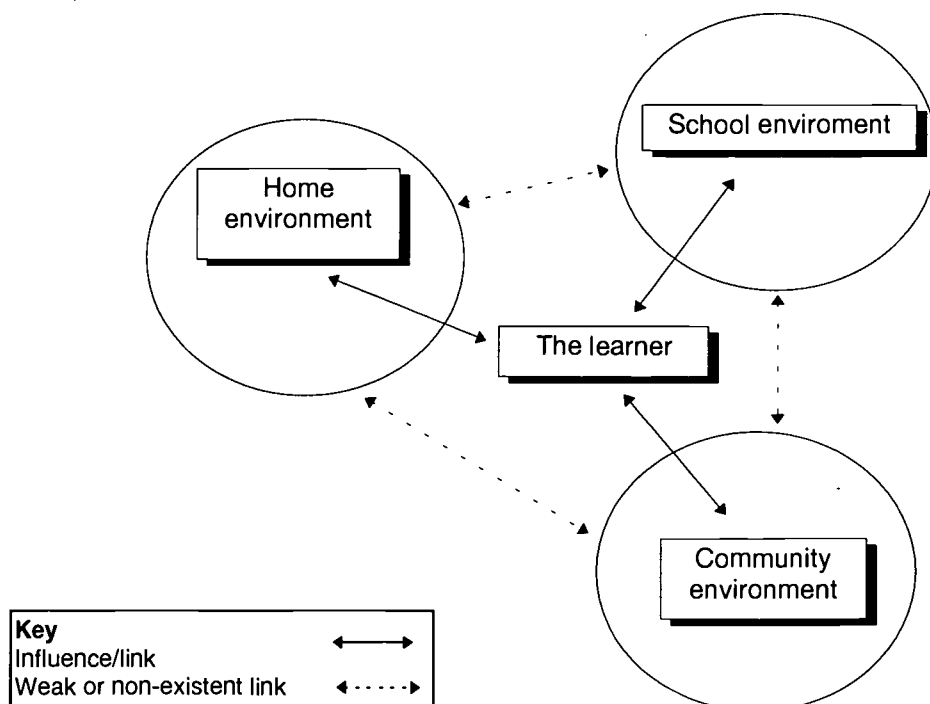 School enviroment
Home
environment
The learner
Community
environment
Key
Influence/link
Weak or non-existent link